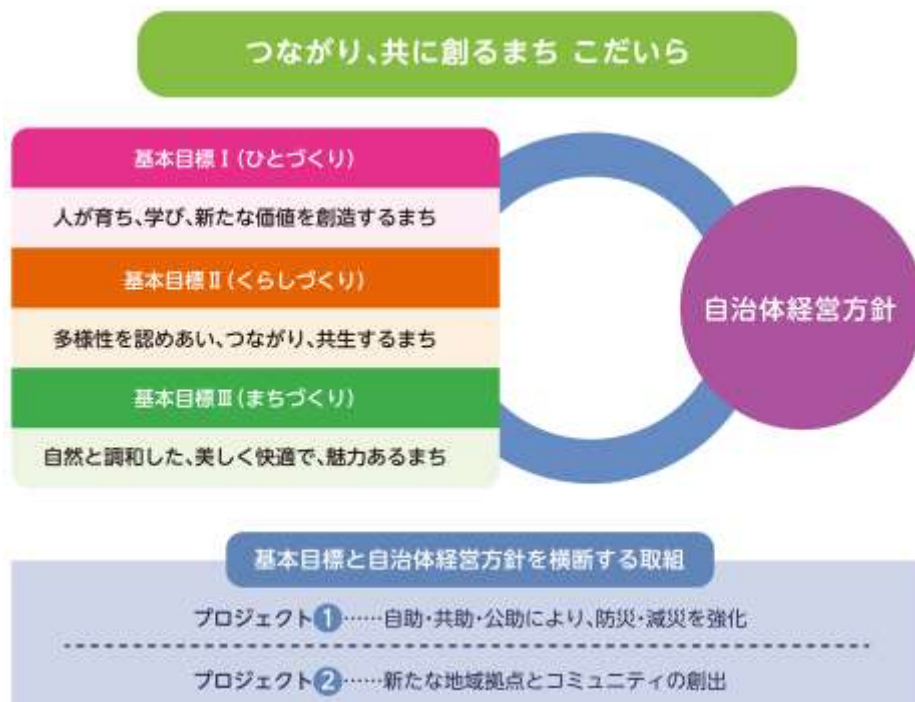 つながり、共に創るまち こだいら
基本目標Ⅰ(ひとづくり)
人が育ち、学び、新たな価値を創造するまち
基本目標Ⅱ(くらしづくり)
多様性を認めあい、つながり、共生するまち
基本目標Ⅲ(まちづくり)
自然と調和した、美しく快適で、魅力あるまち
自治体経営方針
基本目標と自治体経営方針を横断する取組
プロジェクト❶……自助・共助・公助により、防災・減災を強化
プロジェクト❷……新たな地域拠点とコミュニティの創出